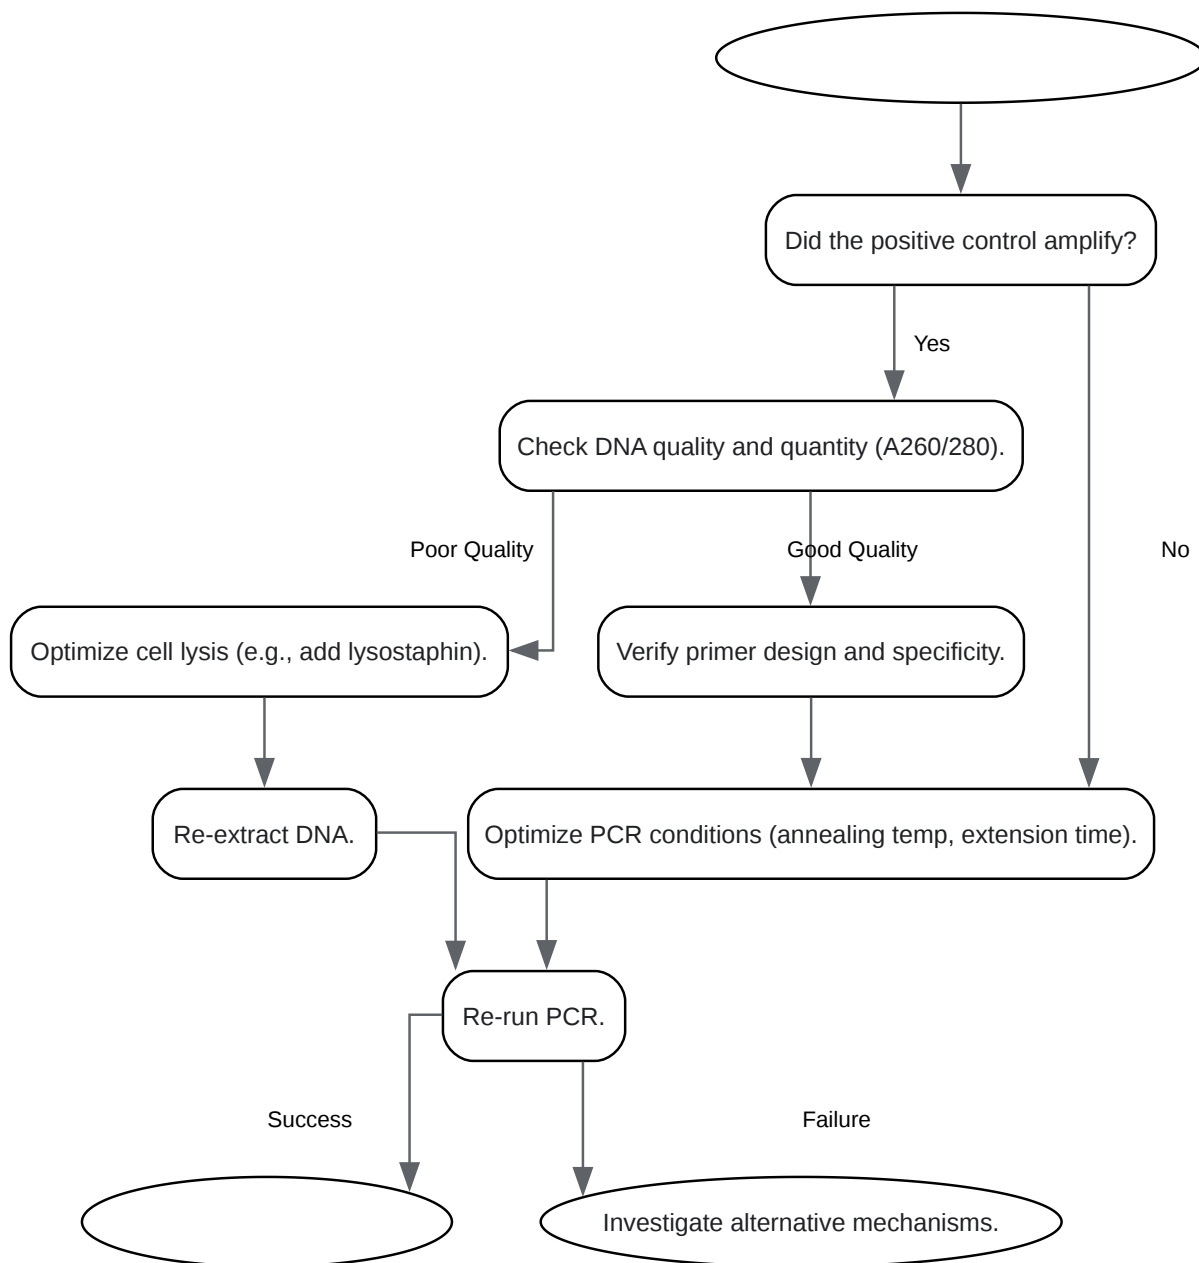 Did the positive control amplify?
Yes
Check DNA quality and quantity (A260/280).
Poor Quality
Good Quality
No
Optimize cell lysis (e.g., add lysostaphin).
Verify primer design and specificity.
Re-extract DNA.
Optimize PCR conditions (annealing temp, extension time).
Re-run PCR.
Success
Failure
Investigate alternative mechanisms.